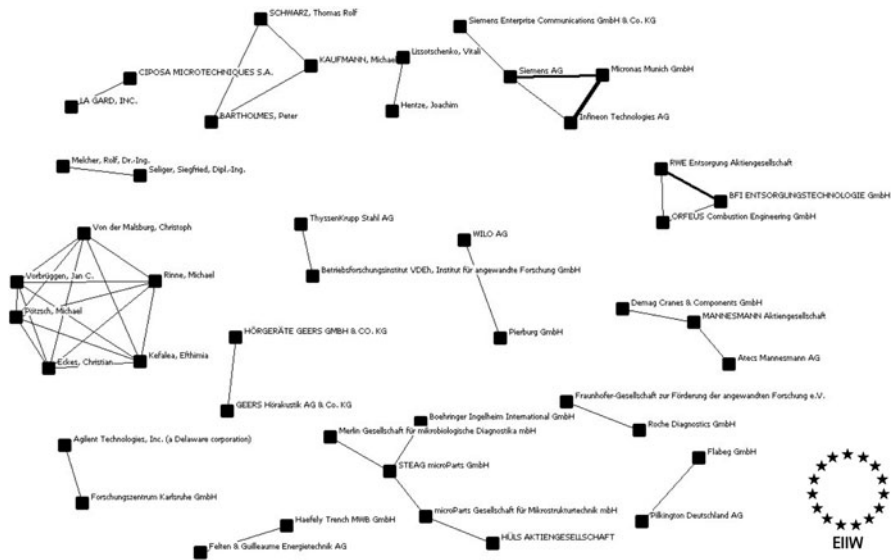 SCHWARZ, Thomas Rolf
Siemens Enterprise Communications GmbH & Co. KG
Lissotschenko, Vitali
KAUFMANN, Michael
CIPOSA MICROTECHNIQUES S.A.
Siemens AG
Micronas Munich GmbH
LA GARD, INC.
BARTHOLMES, Peter
Hentze, Joachim
Infineon Technologies AG
Melcher, Rolf, Dr.-Ing.
Seliger, Siegfried, Dipl.-Ing.
RWE Entsorgung Aktiengesellschaft
BFI ENTSORGUNGSTECHNOLOGIE GmbH
ORFEUS Combustion Engineering GmbH
Von der Malsburg, Christoph
ThyssenKrupp Stahl AG
WILO AG
Vorbrüggen, Jan C.
Rinne, Michael
Betriebsforschungsinstitut VDEh, Institut für angewandte Forschung GmbH
Pötzsch, Michael
Demag Cranes & Components GmbH
MANNESMANN Aktiengesellschaft
HÖRGERÄTE GEERS GMBH & CO. KG
Pierburg GmbH
Eckes, Christian
Kefalea, Efthimia
Atecs Mannesmann AG
GEERS Hörakustik AG & Co. KG
Fraunhofer-Gesellschaft zur Förderung der angewandten Forschung e.V.
Boehringer Ingelheim International GmbH
Merlin Gesellschaft für mikrobiologische Diagnostika mbH
Roche Diagnostics GmbH
Agilent Technologies, Inc. (a Delaware corporation)
STEAG microParts GmbH
Flabeg GmbH
Forschungszentrum Karlsruhe GmbH
microParts Gesellschaft für Mikrostrukturtechnik mbH
Haefely Trench MWB GmbH
Pilkington Deutschland AG
Felten & Guilleaume Energietechnik AG
HÜLS AKTIENGESELLSCHAFT
EIIW